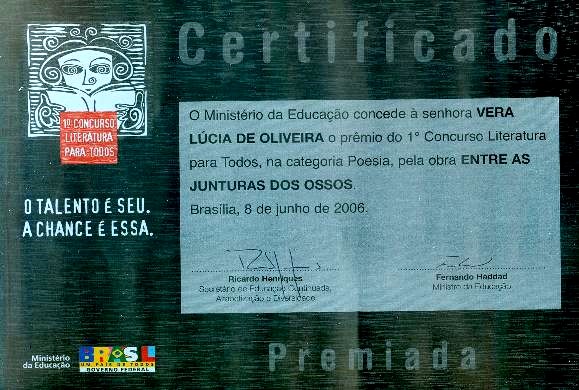 Certificado
1º CONCURSO
LITERATURA
PARA TODOS
O TALENTO É SEU.
A CHANCE É ESSA.
O Ministério da Educação concede à senhora VERA
LÚCIA DE OLIVEIRA o prêmio do 1° Concurso Literatura
para Todos, na categoria Poesia, pela obra ENTRE AS
JUNTURAS DOS OSSOS.
Brasília, 8 de junho de 2006.
Ricardo Henriques
Secretário de Educação Continuada,
Alfabetização e Diversidade
Fernando Haddad
Ministro da Educação
Ministério
da Educação
BRASIL
UM PAÍS DE TODOS
GOVERNO FEDERAL
Premiada